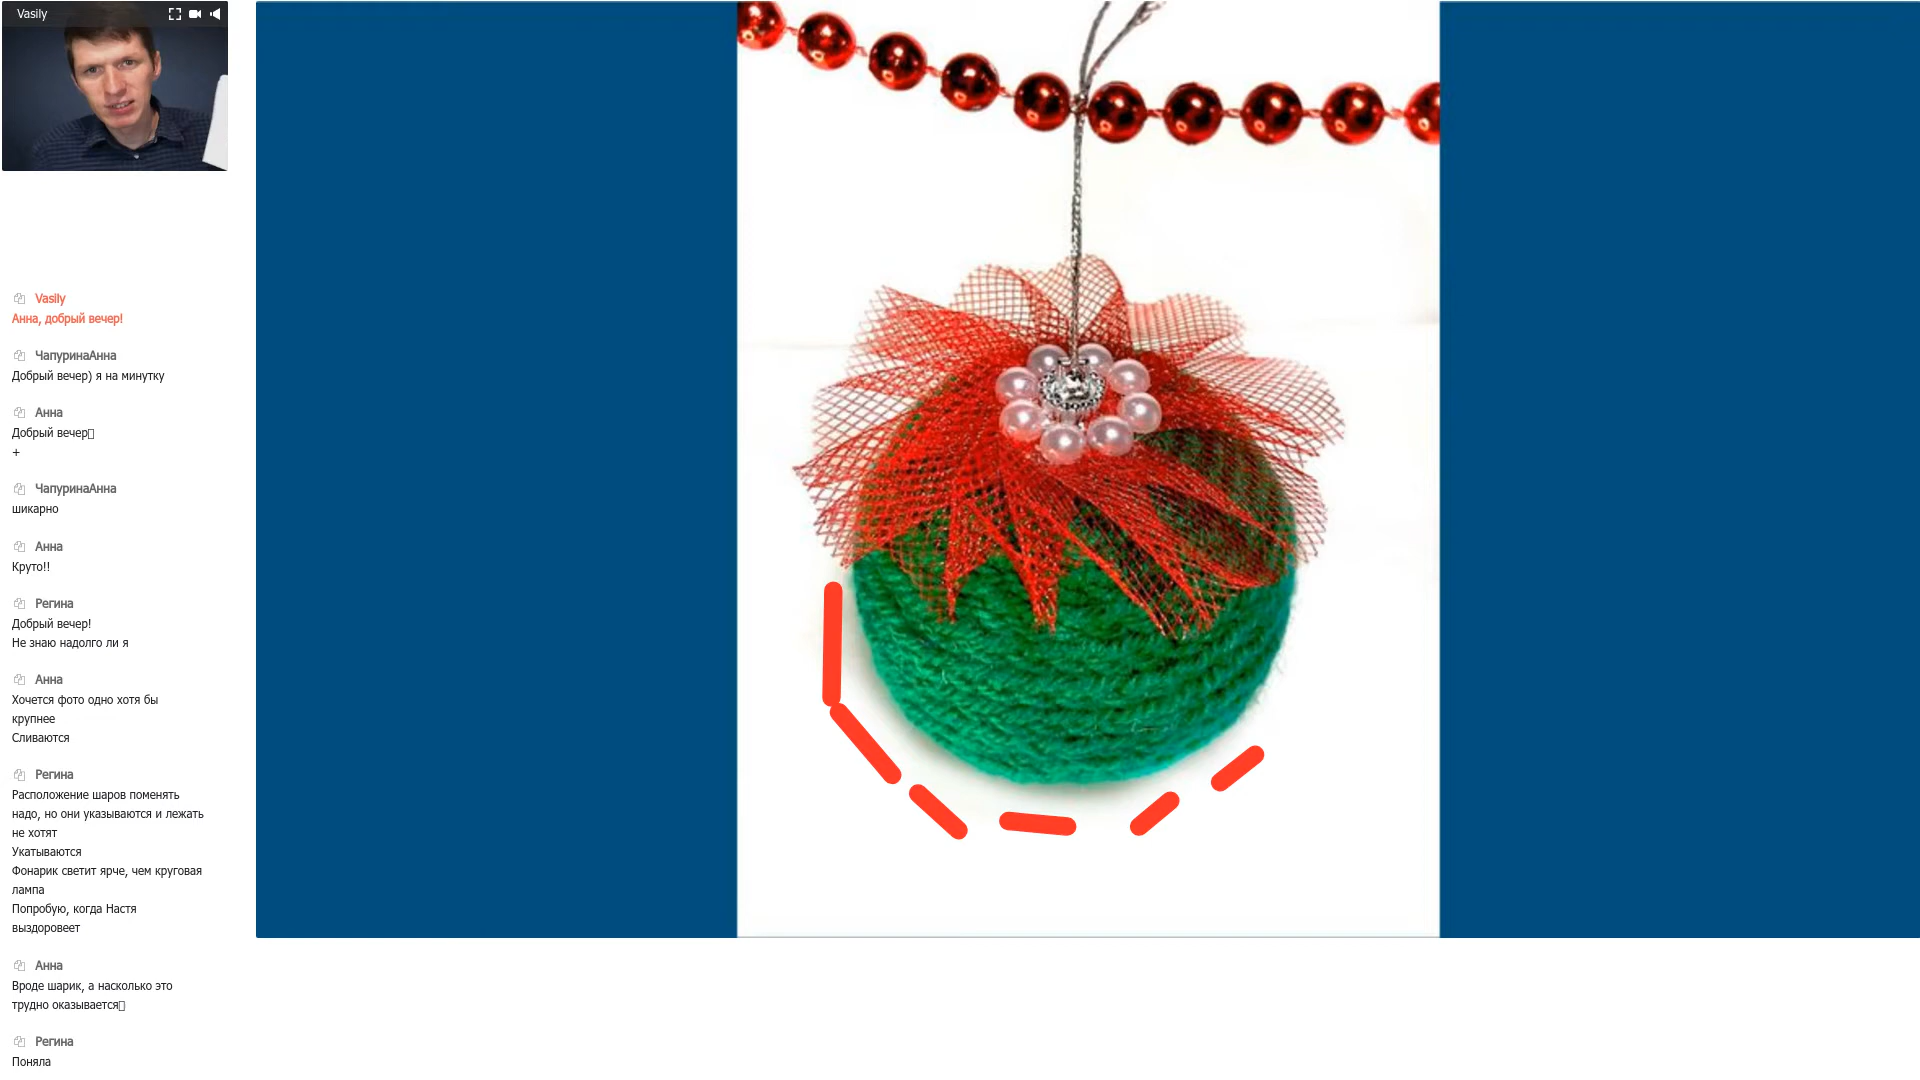 Vasily
Vasily
Анна, добрый вечер!
ЧапуринаАнна
Добрый вечер) я на минутку
Анна
Добрый вечер
+
ЧапуринаАнна
шикарно
Анна
Круто!!
Регина
Добрый вечер!
Не знаю надолго ли я
Анна
Хочется фото одно хотя бы
крупнее
Сливаются
Регина
Расположение шаров поменять
надо, но они указываются и лежать
не хотят
Укатываются
Фонарик светит ярче, чем круговая
лампа
Попробую, когда Настя
выздоровеет
Анна
Вроде шарик, а насколько это
трудно оказывается
Регина
Поняла